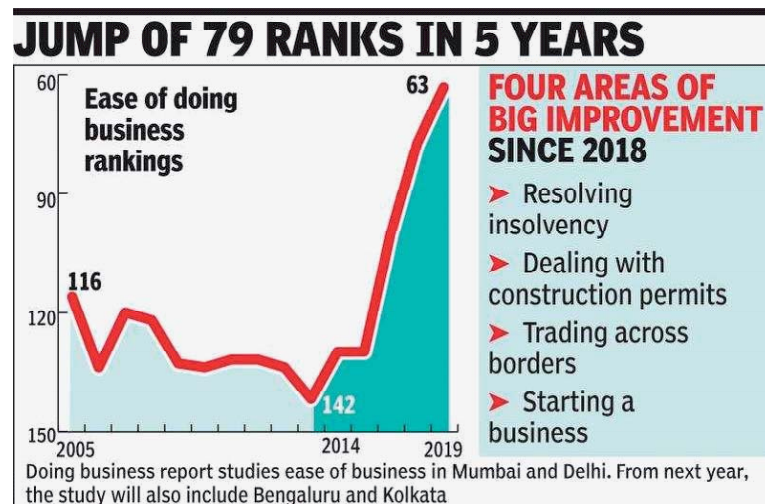 JUMP OF 79 RANKS IN 5 YEARS
60
90
120
150
Ease of doing
business
rankings
116
142
63
2005
2014
2019
FOUR AREAS OF
BIG IMPROVEMENT
SINCE 2018
➤ Resolving
insolvency
➤ Dealing with
construction permits
➤ Trading across
borders
➤ Starting a
business
Doing business report studies ease of business in Mumbai and Delhi. From next year,
the study will also include Bengaluru and Kolkata